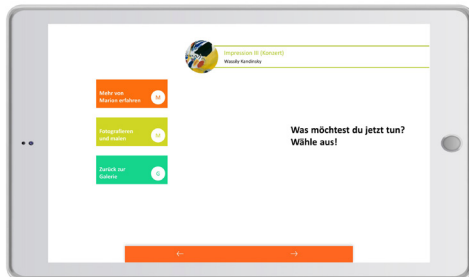 Impression III (Konzert)
Wassily Kandinsky
Mehr von
Marion erfahren
M
Fotografieren
und malen
M
Was möchtest du jetzt tun?
Wähle aus!
Zurück zur
Galerie
G
← →